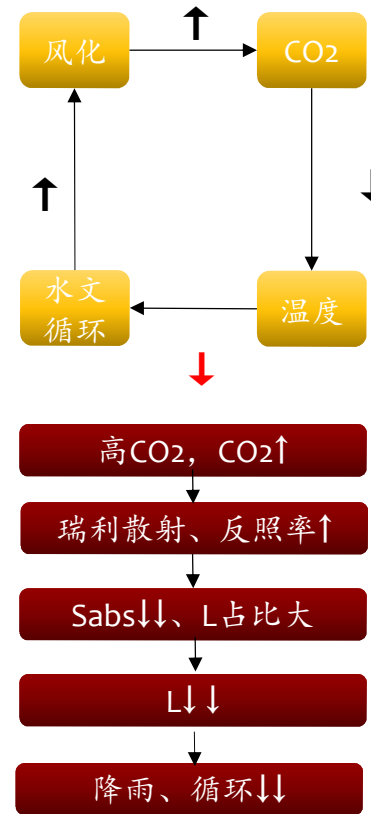 风化
CO2
水文
循环
温度
高CO2，CO2↑
瑞利散射、反照率↑
Sabs↓↓、L占比大
L↓↓
降雨、循环↓↓